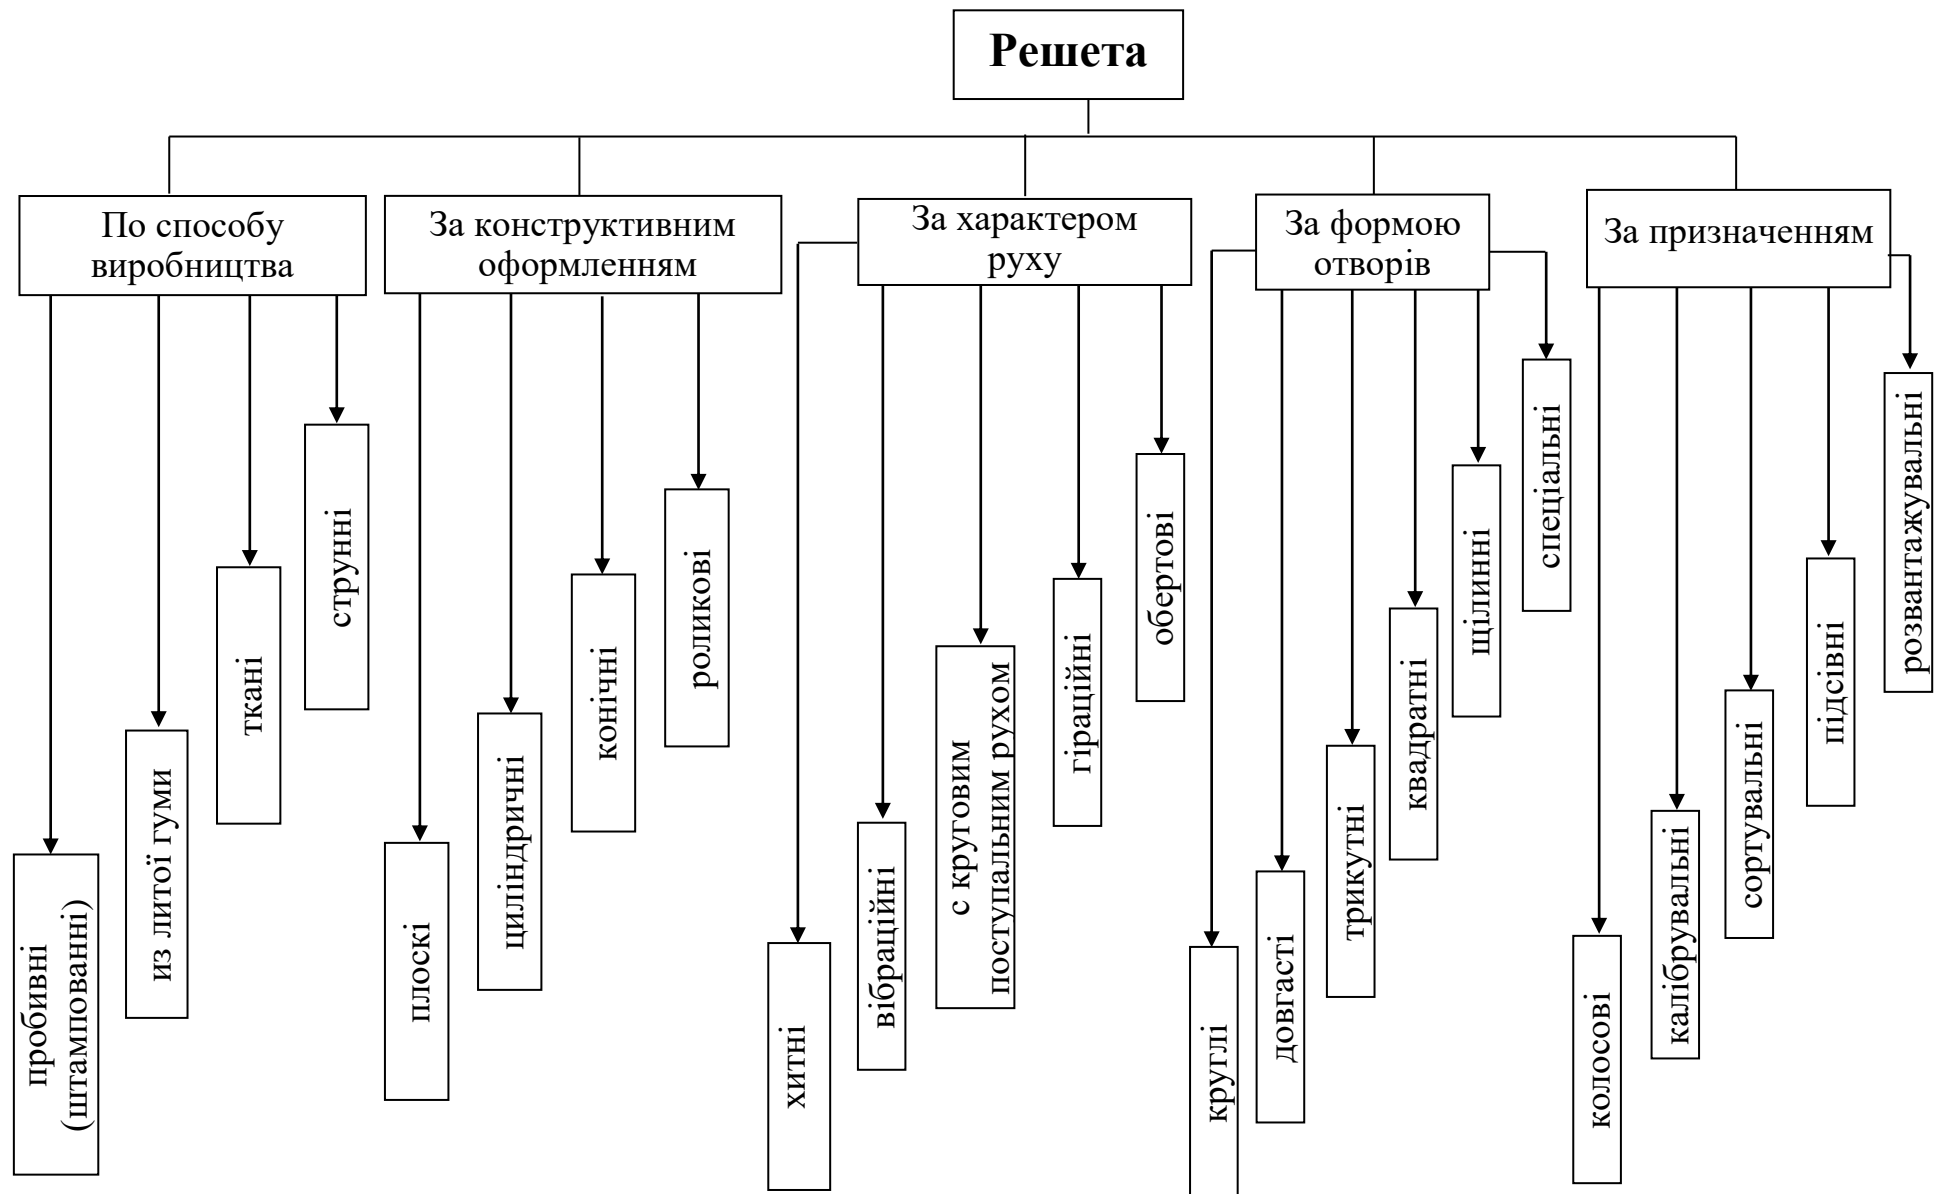 Решета
По способу
виробництва
За конструктивним
оформленням
За характером
руху
За формою
отворів
За призначенням
пробивні
(штампованні)
из литої гуми
ткані
струнні
плоскі
циліндричні
конічні
роликові
хитні
вібраційні
с круговим
поступальним рухом
гіраційні
обертові
круглі
довгасті
трикутні
квадратні
щілинні
спеціальні
колосові
калібрувальні
сортувальні
підсівні
розвантажувальні